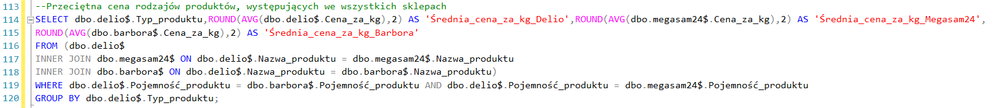 113 --Przeciętna cena rodzajów produktów, występujących we wszystkich sklepach
114 SELECT dbo.delio$.Typ_produktu,ROUND(AVG(dbo.delio$.Cena_za_kg),2) AS 'Średnia_cena_za_kg_Delio',ROUND(AVG(dbo.megasam24$.Cena_za_kg),2) AS 'Średnia_cena_za_kg_Megasam24',
115 ROUND(AVG(dbo.barbora$.Cena_za_kg),2) AS 'Średnia_cena_za_kg_Barbora'
116 FROM (dbo.delio$
117 INNER JOIN dbo.megasam24$ ON dbo.delio$.Nazwa_produktu = dbo.megasam24$.Nazwa_produktu
118 INNER JOIN dbo.barbora$ ON dbo.delio$.Nazwa_produktu = dbo.barbora$.Nazwa_produktu)
119 WHERE dbo.delio$.Pojemność_produktu = dbo.barbora$.Pojemność_produktu AND dbo.delio$.Pojemność_produktu = dbo.megasam24$.Pojemność_produktu
120 GROUP BY dbo.delio$.Typ_produktu;